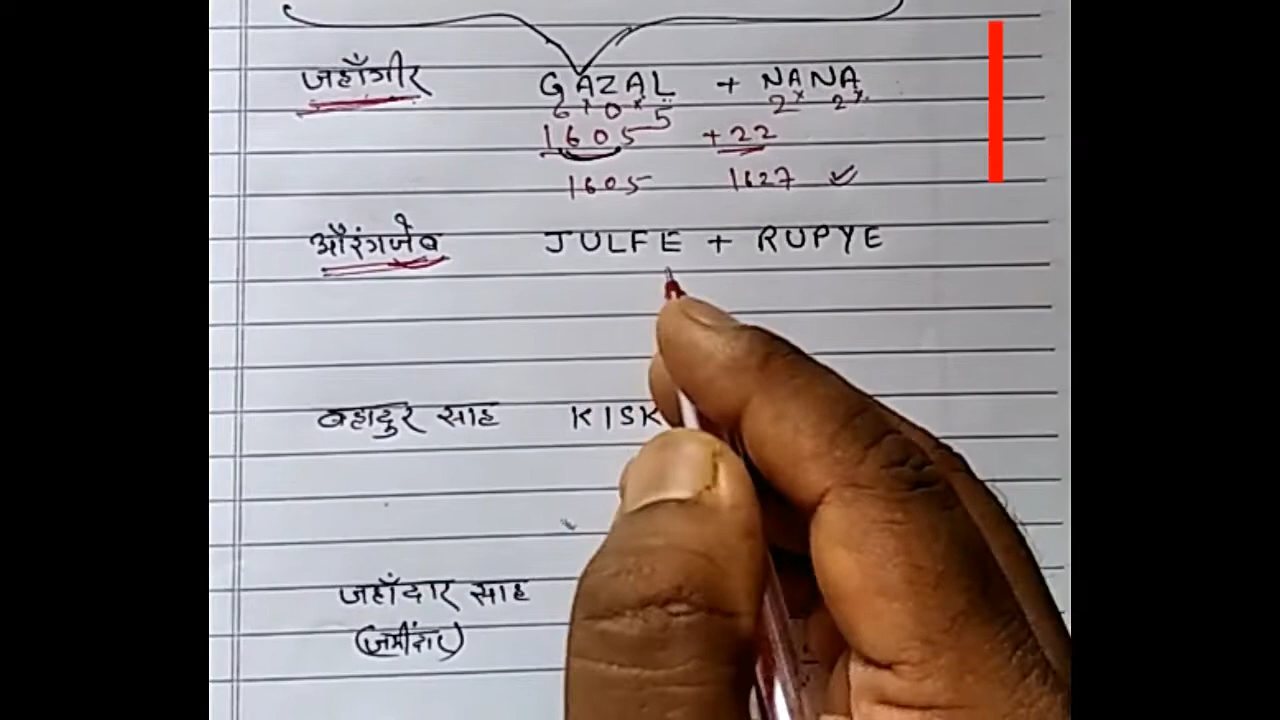 जहाँगीर GAZAL + NANA
6 × 0 × 5 2× 2×
1605 +22
1605 1627 ✓
औरंगजेब JULFE + RUPYE
बहादुर साह KISK
जहाँदार साह
(जमींदार)